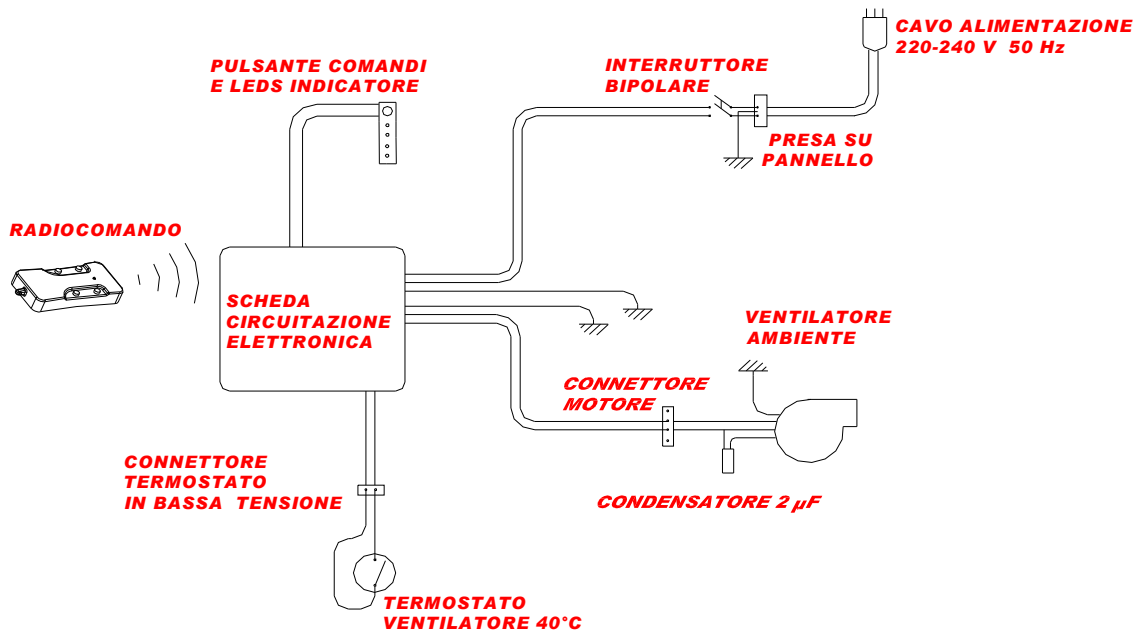 CAVO ALIMENTAZIONE
220-240 V 50 Hz
PULSANTE COMANDI
E LEDS INDICATORE
INTERRUTTORE
BIPOLARE
PRESA SU
PANNELLO
RADIOCOMANDO
SCHEDA
CIRCUITAZIONE
ELETTRONICA
VENTILATORE
AMBIENTE
CONNETTORE
MOTORE
CONNETTORE
TERMOSTATO
IN BASSA TENSIONE
CONDENSATORE 2 µF
TERMOSTATO
VENTILATORE 40°C